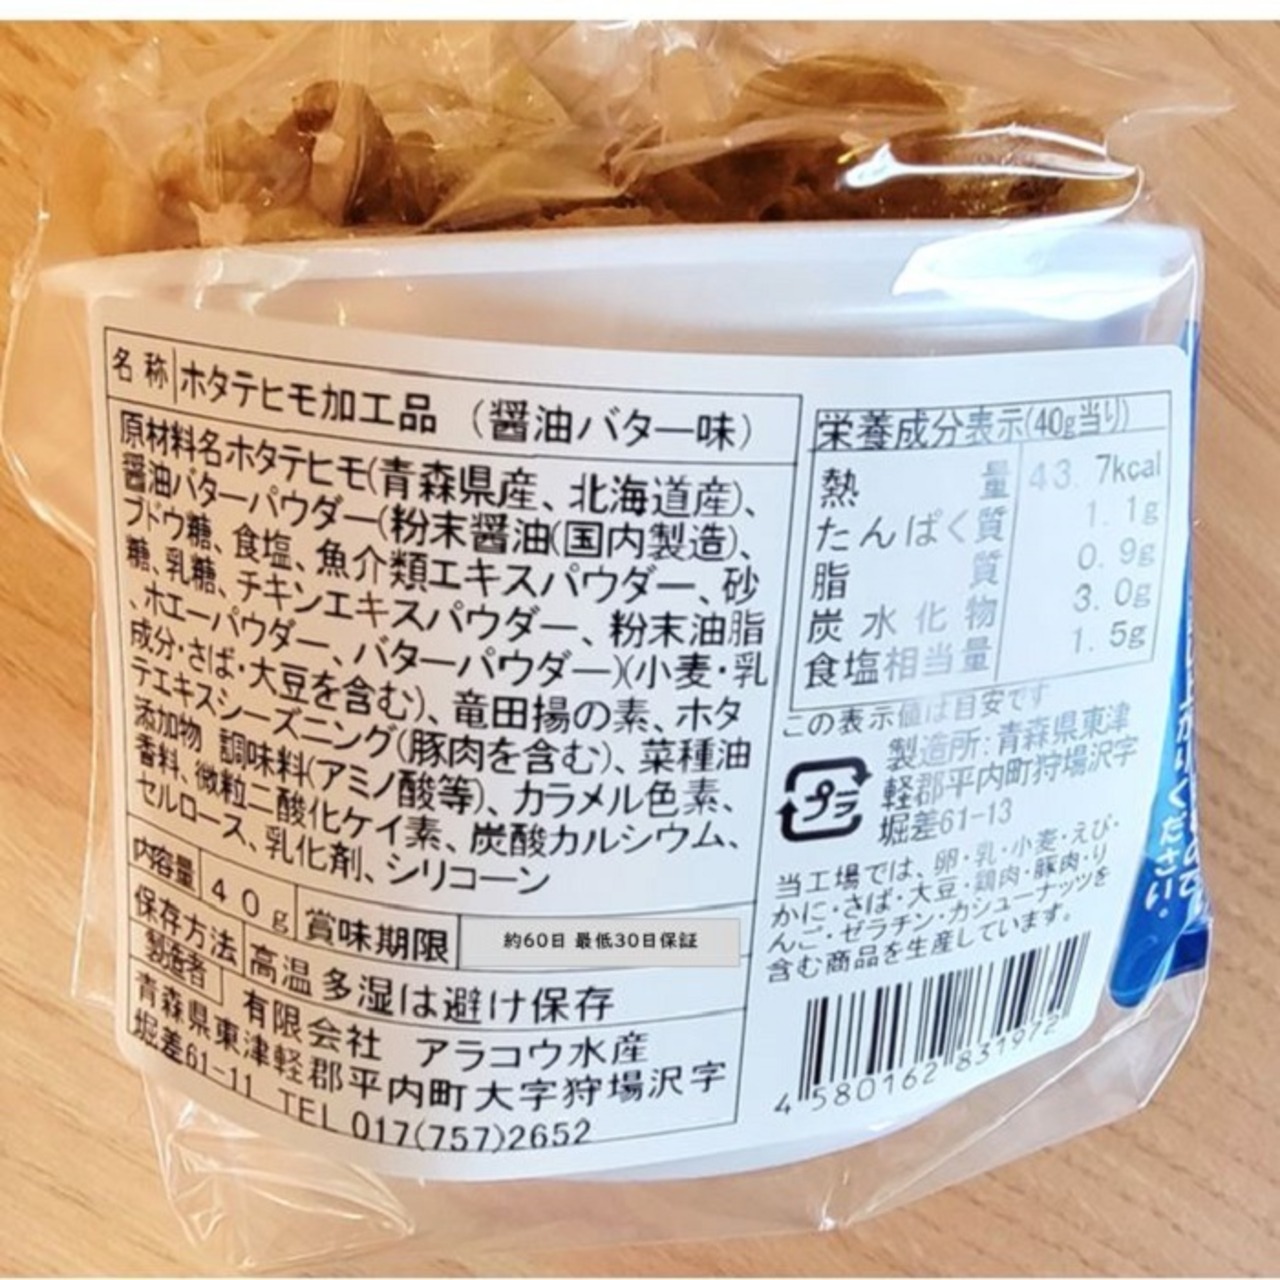 名称 ホタテヒモ加工品 (醤油バター味)
原材料名 ホタテヒモ(青森県産、北海道産)、
醤油バターパウダー(粉末醤油(国内製造)、
ブドウ糖、食塩、魚介類エキスパウダー、砂
糖、乳糖、チキンエキスパウダー、粉末油脂
、ホエーパウダー、バターパウダー)(小麦・乳
成分・さば・大豆を含む)、竜田揚の素、ホタ
テエキスシーズニング(豚肉を含む)、菜種油
添加物 調味料(アミノ酸等)、カラメル色素、
香料、微粒二酸化ケイ素、炭酸カルシウム、
セルロース、乳化剤、シリコーン
内容量 40g 賞味期限 約60日 最低30日保証
保存方法 高温多湿は避け保存
製造者 有限会社 アラコウ水産
青森県東津軽郡平内町大字狩場沢字
堀差61-11 TEL 017(757)2652
栄養成分表示(40g当り)
熱量 43.7kcal
たんぱく質 1.1g
脂質 0.9g
炭水化物 3.0g
食塩相当量 1.5g
この表示値は目安です
プラ
製造所:青森県東津
軽郡平内町狩場沢字
堀差61-13
当工場では、卵・乳・小麦・えび・
かに・さば・大豆・鶏肉・豚肉・り
んご・ゼラチン・カシューナッツを
含む商品を生産しています。
4 580162 831972
ください。